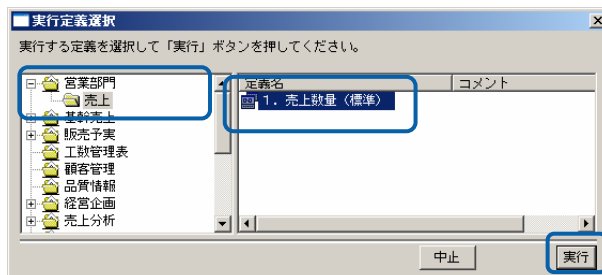 実行定義選択
実行する定義を選択して「実行」ボタンを押してください。
営業部門
売上
基幹売上
販売予実
工数管理表
顧客管理
品質情報
経営企画
売上分析
定義名 コメント
1．売上数量（標準）
中止 実行